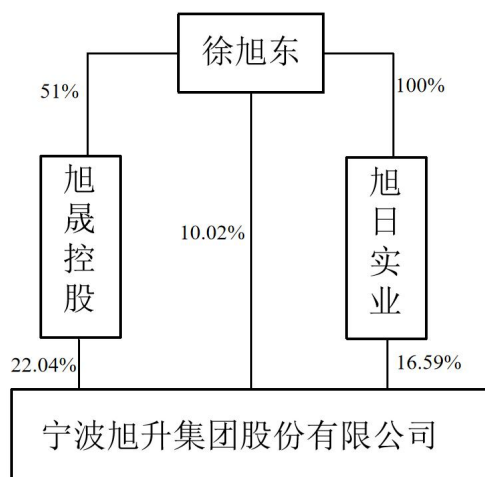 徐旭东
51%
100%
旭晟控股
10.02%
旭日实业
22.04%
16.59%
宁波旭升集团股份有限公司